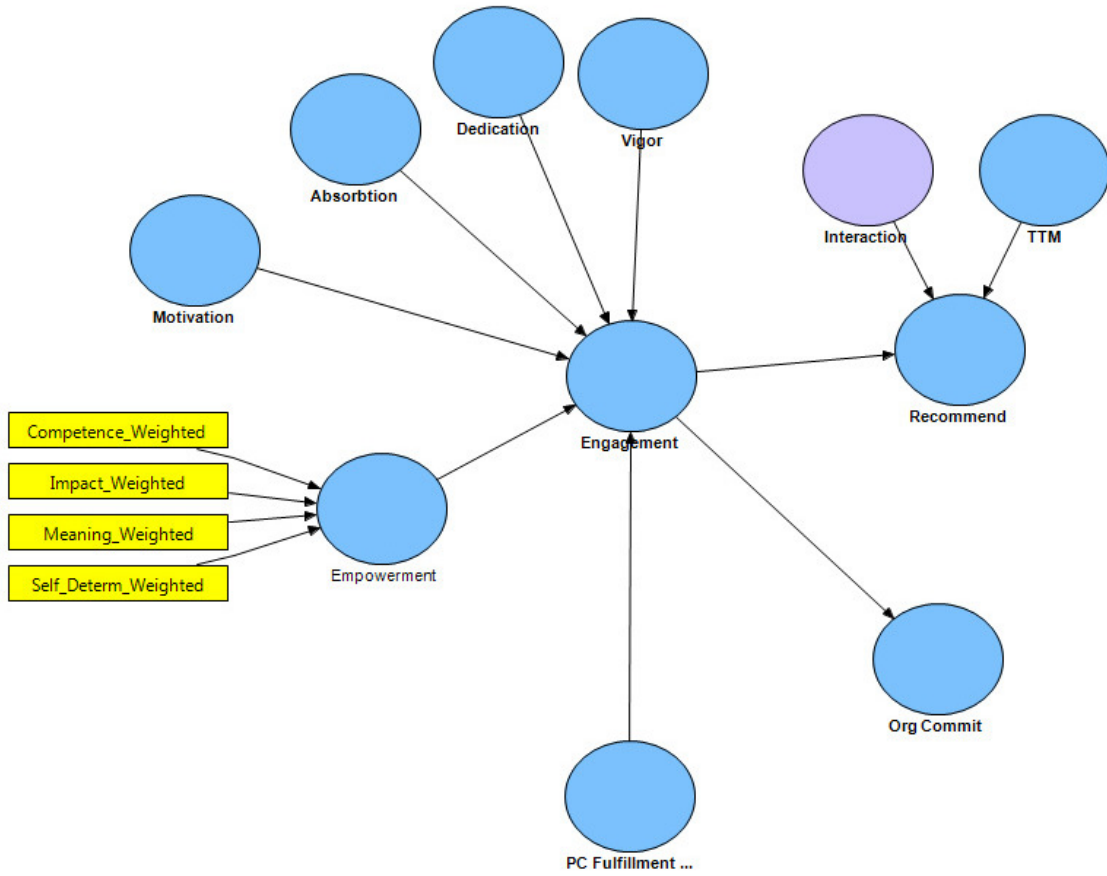 Dedication
Vigor
Absorbtion
Interaction
TTM
Motivation
Recommend
Engagement
Competence_Weighted
Impact_Weighted
Meaning_Weighted
Self_Determ_Weighted
Empowerment
Org Commit
PC Fulfillment ...